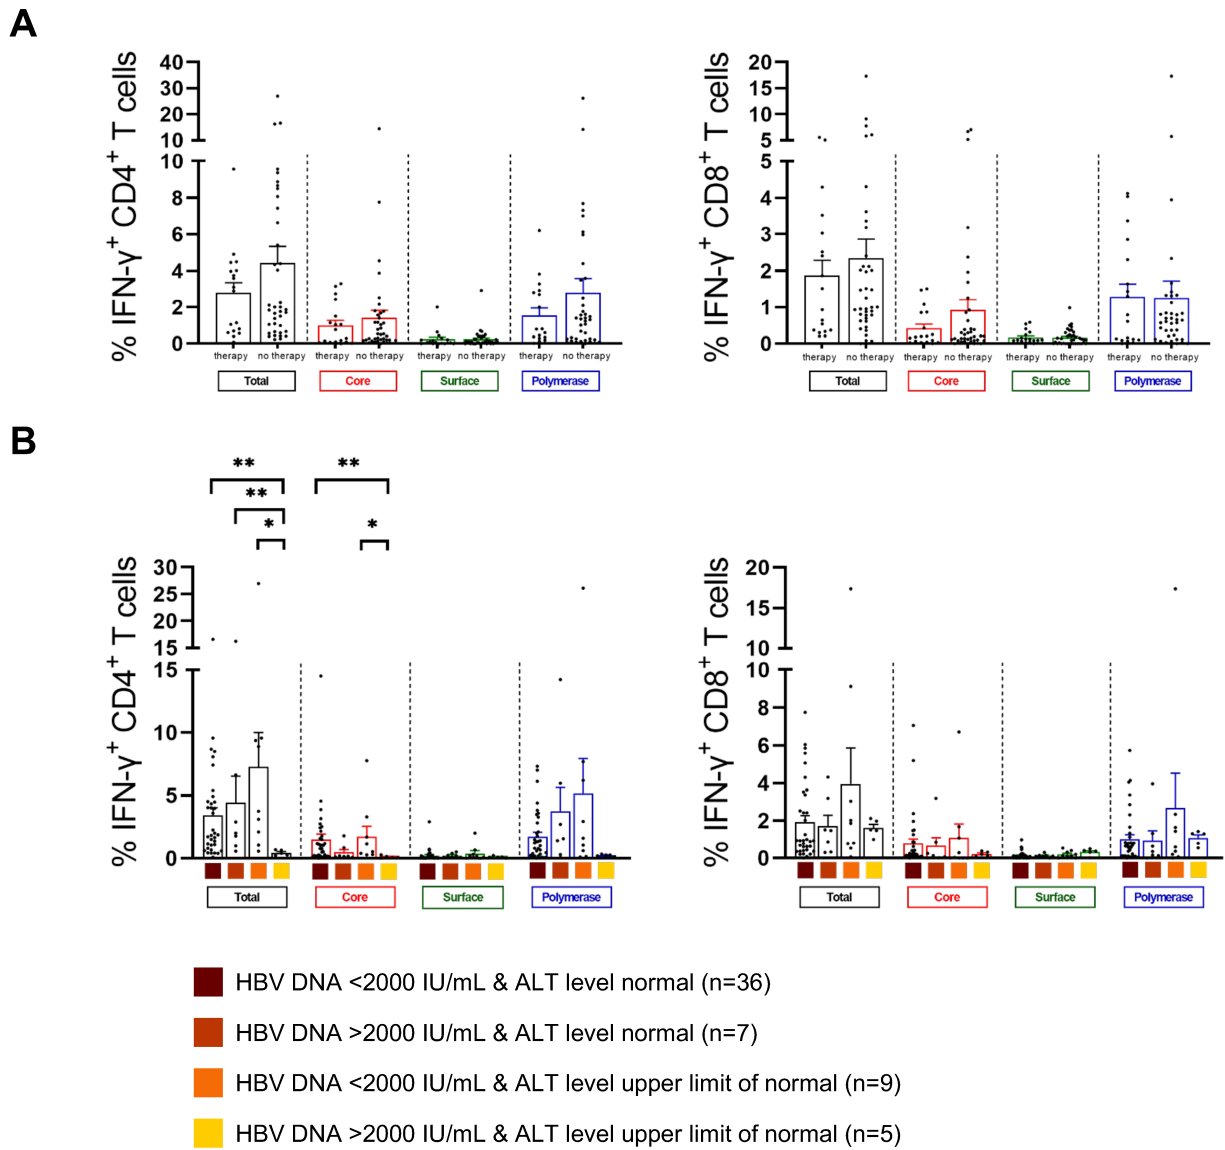 A
% IFN-γ+ CD4+ T cells
40
30
20
10
10
8
6
4
2
0
therapy no therapy therapy no therapy therapy no therapy therapy no therapy
Total Core Surface Polymerase
% IFN-γ+ CD8+ T cells
20
15
10
5
5
4
3
2
1
0
therapy no therapy therapy no therapy therapy no therapy therapy no therapy
Total Core Surface Polymerase
B
** **
**
* *
% IFN-γ+ CD4+ T cells
30
25
20
15
15
10
5
0
Total Core Surface Polymerase
% IFN-γ+ CD8+ T cells
20
15
10
10
8
6
4
2
0
Total Core Surface Polymerase
HBV DNA <2000 IU/mL & ALT level normal (n=36)
HBV DNA >2000 IU/mL & ALT level normal (n=7)
HBV DNA <2000 IU/mL & ALT level upper limit of normal (n=9)
HBV DNA >2000 IU/mL & ALT level upper limit of normal (n=5)